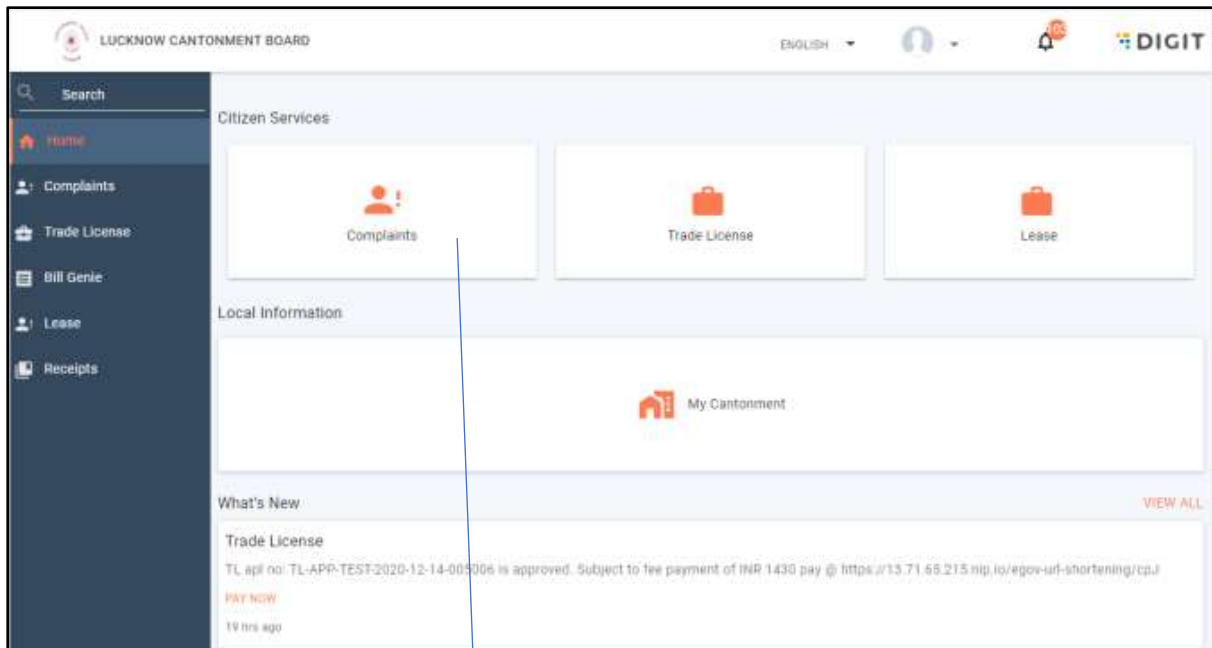 LUCKNOW CANTONMENT BOARD
ENGLISH
DIGIT
Search
Home
Complaints
Trade License
Bill Genie
Lease
Receipts
Citizen Services
Complaints
Trade License
Lease
Local Information
My Cantonment
What's New
VIEW ALL
Trade License
TL apl no: TL-APP-TEST-2020-12-14-005006 is approved. Subject to fee payment of INR 1430 pay @ https://13.71.65.215.nip.io/egov-url-shortening/cpJ
PAY NOW
19 hrs ago